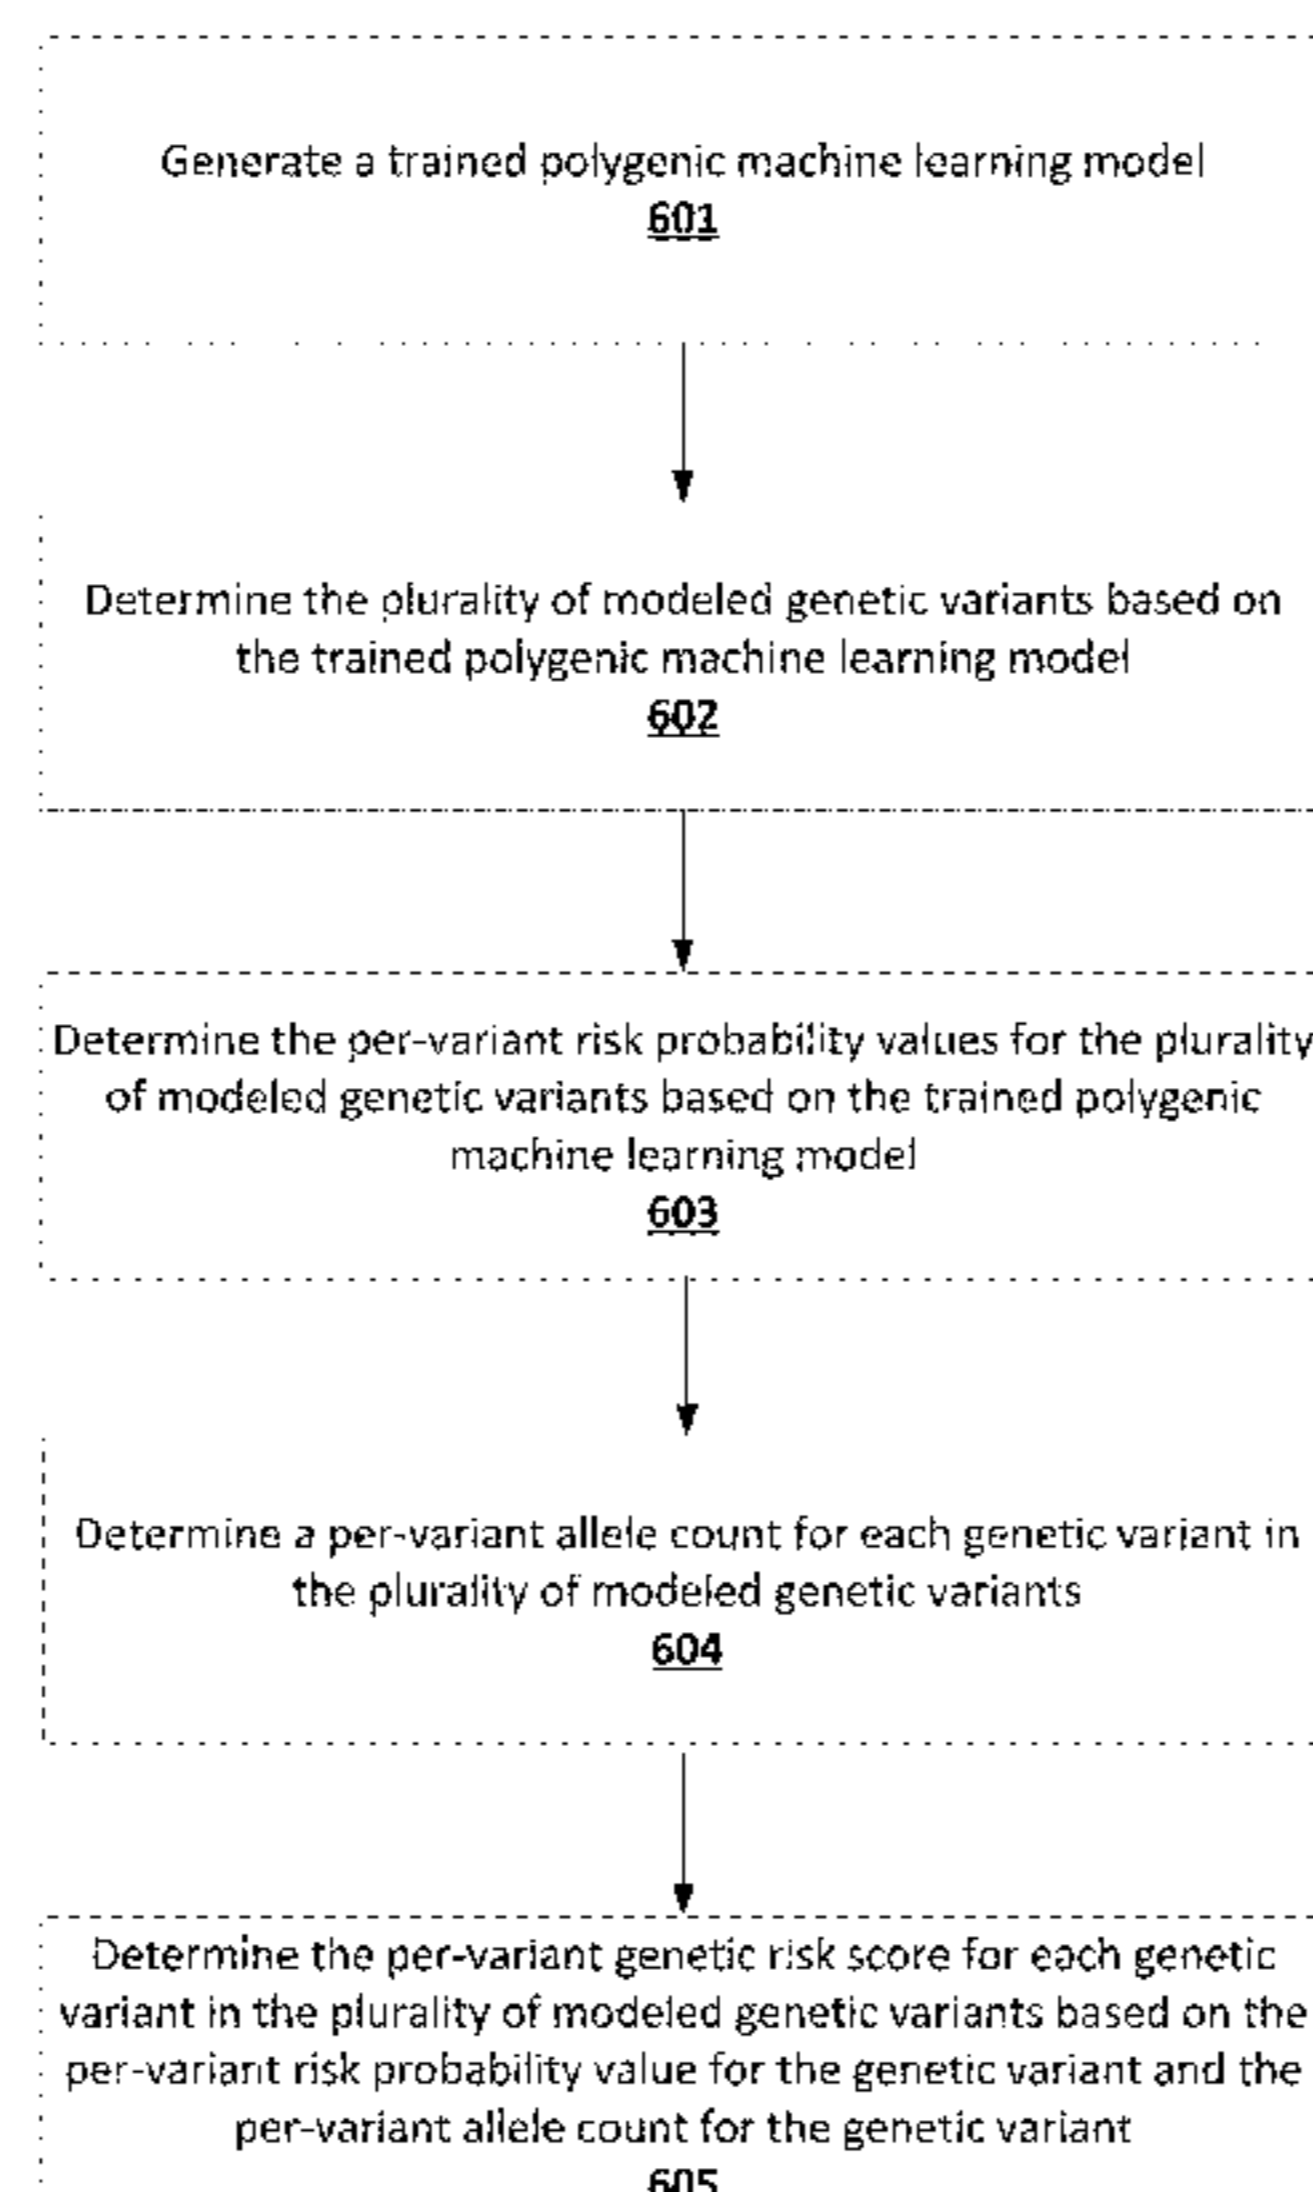 Generate a trained polygenic machine learning model
601
Determine the plurality of modeled genetic variants based on
the trained polygenic machine learning model
602
Determine the per-variant risk probability values for the plurality
of modeled genetic variants based on the trained polygenic
machine learning model
603
Determine a per-variant allele count for each genetic variant in
the plurality of modeled genetic variants
604
Determine the per-variant genetic risk score for each genetic
variant in the plurality of modeled genetic variants based on the
per-variant risk probability value for the genetic variant and the
per-variant allele count for the genetic variant
605